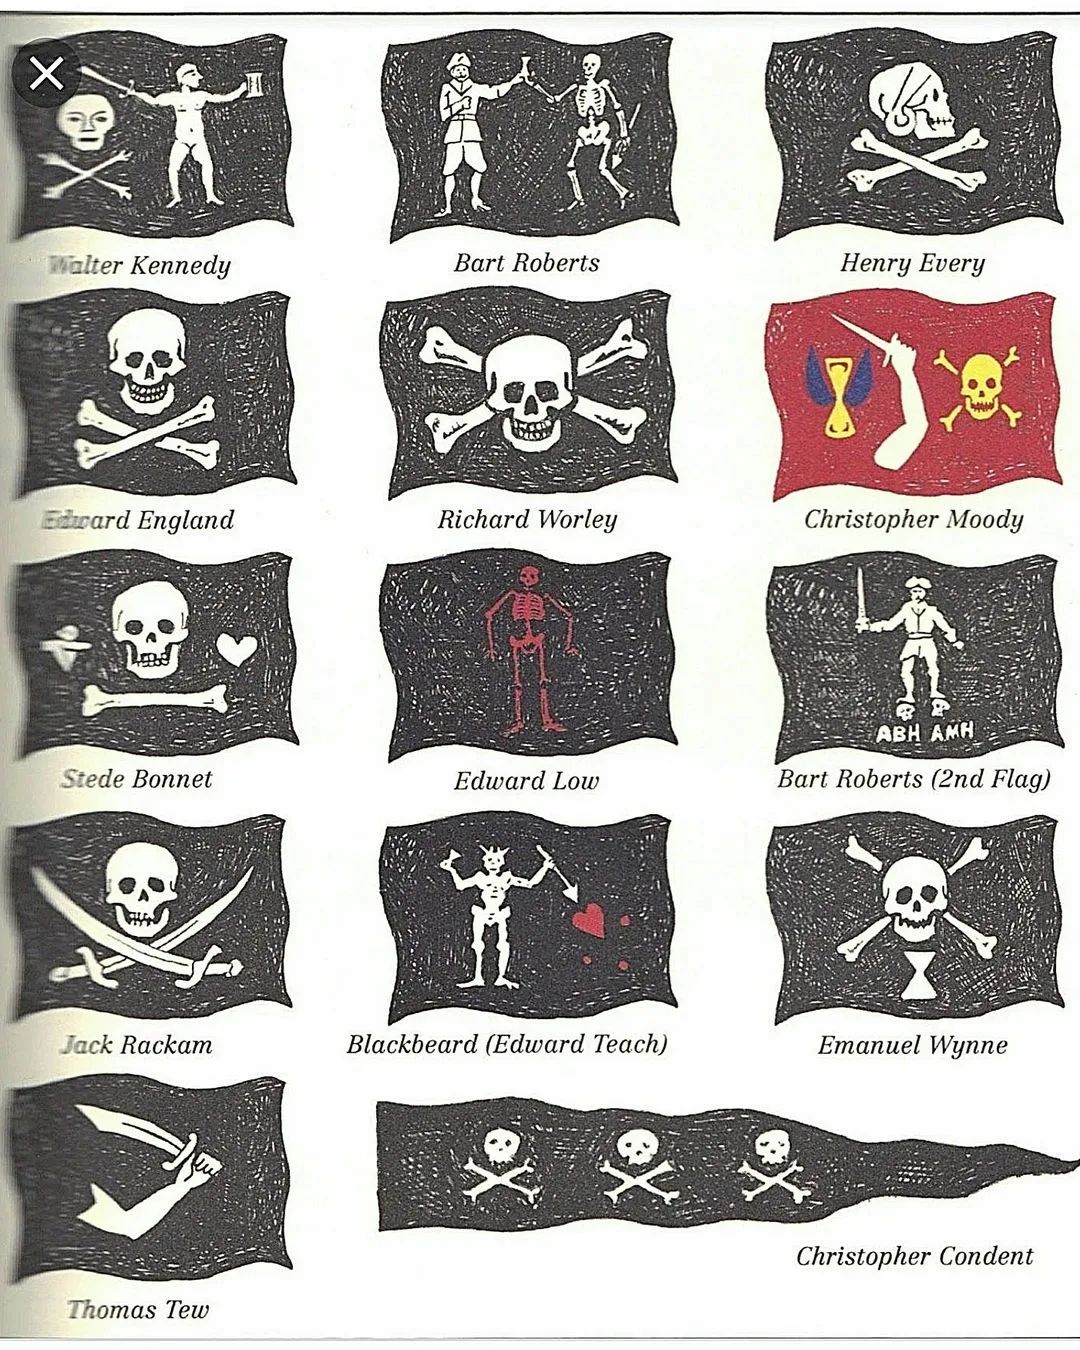 Walter Kennedy
Bart Roberts
Henry Every
Edward England
Richard Worley
Christopher Moody
Stede Bonnet
Edward Low
ABH AMH
Bart Roberts (2nd Flag)
Jack Rackam
Blackbeard (Edward Teach)
Emanuel Wynne
Thomas Tew
Christopher Condent